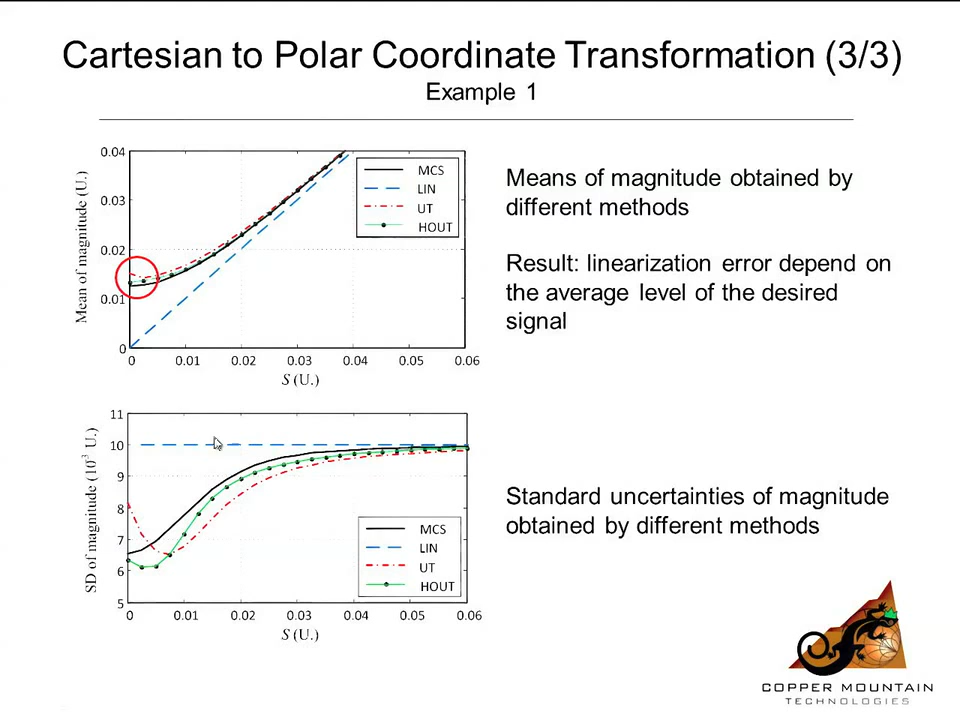 Cartesian to Polar Coordinate Transformation (3/3)
Example 1
Mean of magnitude (U.)
0.04
0.03
0.02
0.01
0
MCS
LIN
UT
HOUT
0 0.01 0.02 0.03 0.04 0.05 0.06
S (U.)
Means of magnitude obtained by
different methods
Result: linearization error depend on
the average level of the desired
signal
SD of magnitude (10³ U.)
11
10
9
8
7
6
5
MCS
LIN
UT
HOUT
0 0.01 0.02 0.03 0.04 0.05 0.06
S (U.)
Standard uncertainties of magnitude
obtained by different methods
COPPER MOUNTAIN
TECHNOLOGIES